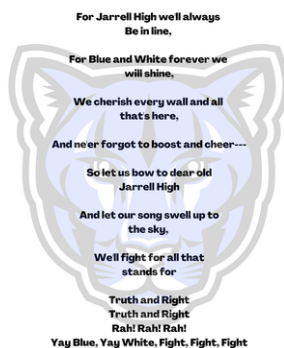 For Jarrell High we'll always
Be in line,
For Blue and White forever we
will shine,
We cherish every wall and all
that's here,
And ne'er forgot to boost and cheer---
So let us bow to dear old
Jarrell High
And let our song swell up to
the sky,
We'll fight for all that
stands for
Truth and Right
Truth and Right
Rah! Rah! Rah!
Yay Blue, Yay White, Fight, Fight, Fight